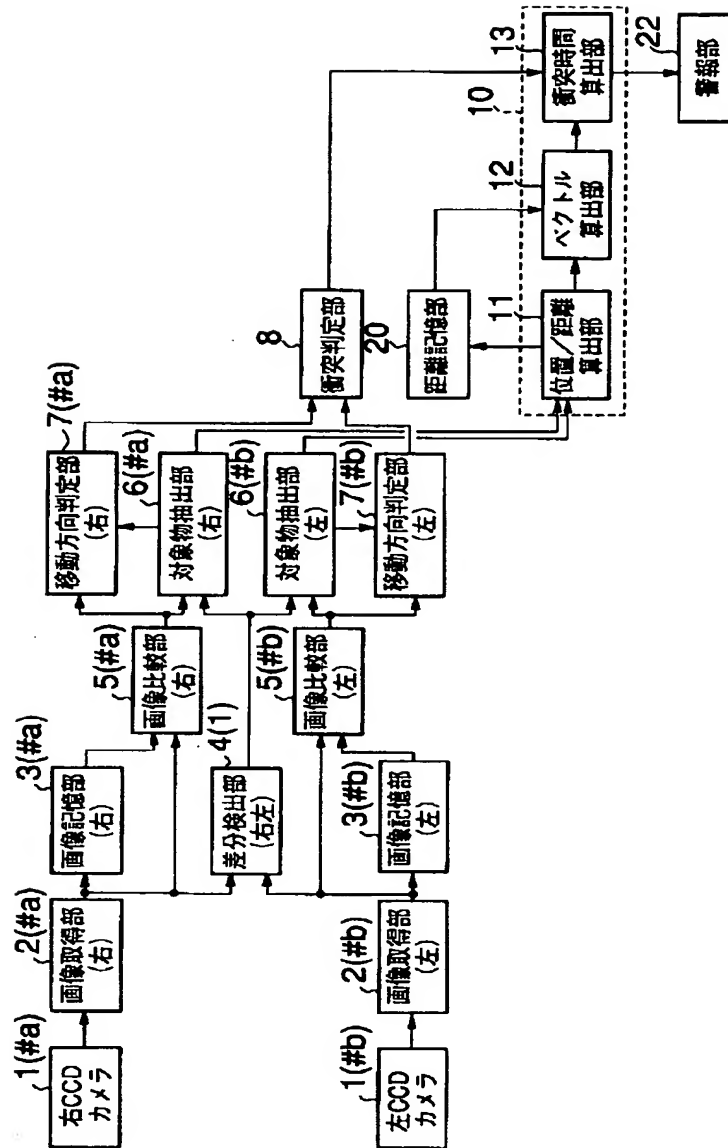 1(#a)
右CCD
カメラ
2(#a)
画像取得部
(右)
3(#a)
画像記憶部
(右)
5(#a)
画像比較部
(右)
7(#a)
移動方向判定部
(右)
6(#a)
対象物抽出部
(右)
4(1)
差分検出部
(右左)
6(#b)
対象物抽出部
(左)
7(#b)
移動方向判定部
(左)
5(#b)
画像比較部
(左)
3(#b)
画像記憶部
(左)
2(#b)
画像取得部
(左)
1(#b)
左CCD
カメラ
8
衝突判定部
20
距離記憶部
10
11
位置/距離
算出部
12
ベクトル
算出部
13
衝突時間
算出部
22
警報部